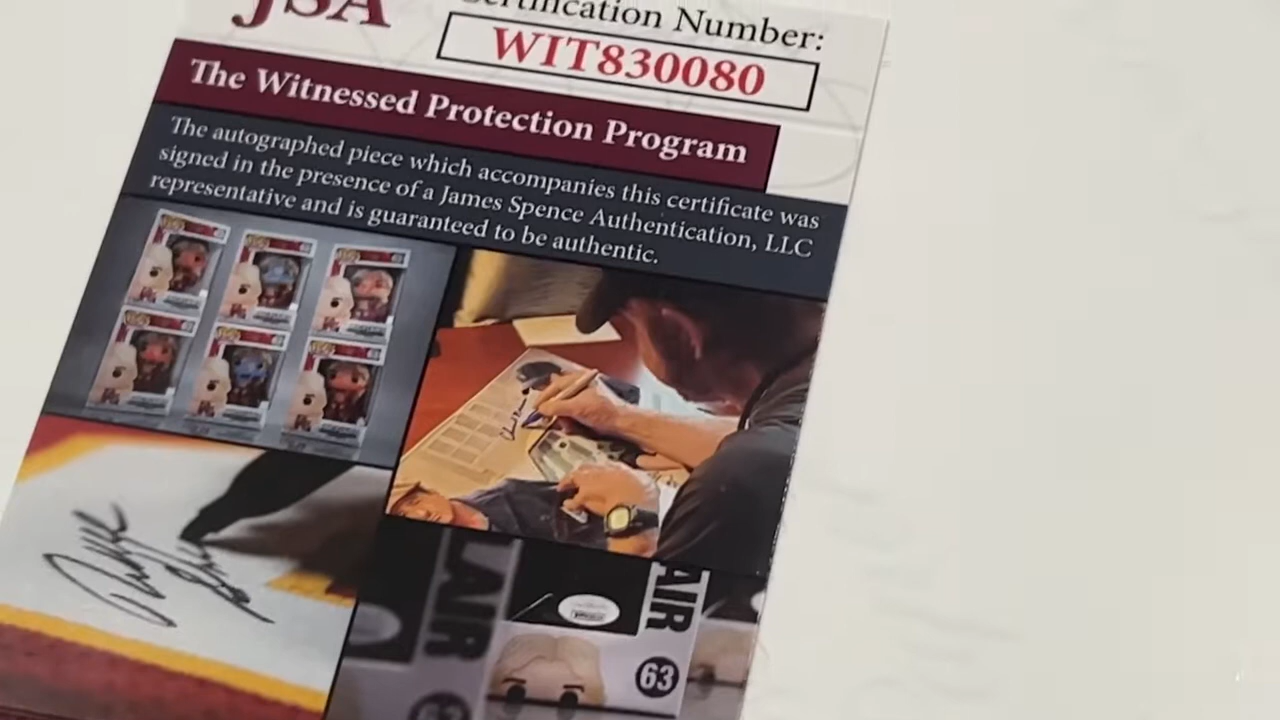 JSA
Certification Number:
WIT830080
The Witnessed Protection Program
The autographed piece which accompanies this certificate was
signed in the presence of a James Spence Authentication, LLC
representative and is guaranteed to be authentic.
LAIR
AIR
63